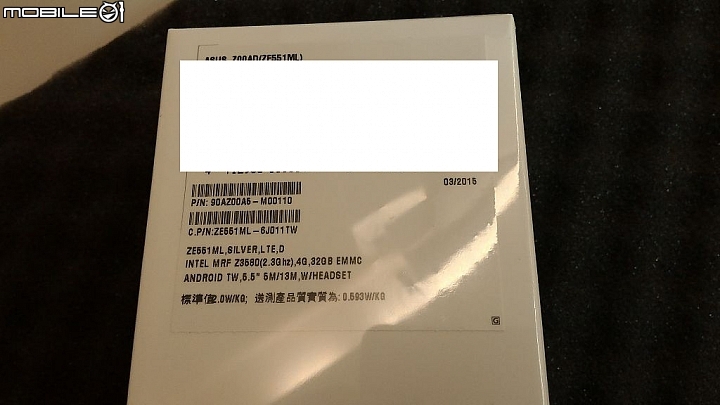 MOBILE01
ASUS Z00AD(ZE551ML)
03/2015
P/N: 90AZ00A5-M00110
C.P/N:ZE551ML-6J011TW
ZE551ML,SILVER,LTE,D
INTEL MRF Z3580(2.3Ghz),4G,32GB EMMC
ANDROID TW,5.5" 5M/13M,W/HEADSET
標準值2.0W/KG; 送測產品實測值為: 0.593W/KG
G